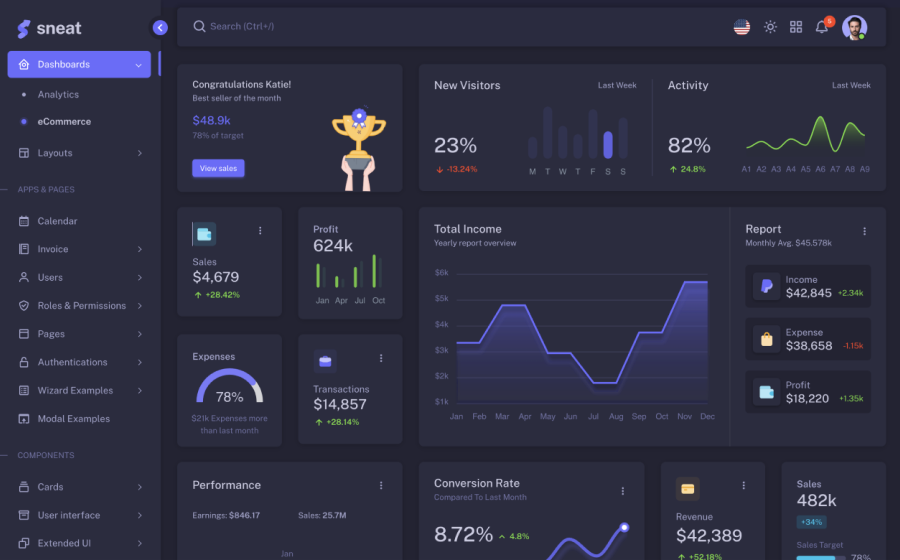 sneat
Search (Ctrl+/)
5
Dashboards
Analytics
eCommerce
Layouts
APPS & PAGES
Calendar
Invoice
Users
Roles & Permissions
Pages
Authentications
Wizard Examples
Modal Examples
COMPONENTS
Cards
User interface
Extended UI
Congratulations Katie!
Best seller of the month
$48.9k
78% of target
View sales
New Visitors
Last Week
23%
-13.24%
M T W T F S S
Activity
Last Week
82%
24.8%
A1 A2 A3 A4 A5 A6 A7 A8 A9
Sales
$4,679
+28.42%
Profit
624k
Jan Apr Jul Oct
Expenses
78%
$21k Expenses more
than last month
Transactions
$14,857
+28.14%
Total Income
Yearly report overview
$6k
$5k
$4k
$3k
$2k
$1k
Jan Feb Mar Apr May Jun Jul Aug Sep Oct Nov Dec
Report
Monthly Avg. $45.578k
Income
$42,845 +2.34k
Expense
$38,658 -1.15k
Profit
$18,220 +1.35k
Performance
Earnings: $846.17 Sales: 25.7M
Jan
Conversion Rate
Compared To Last Month
8.72% 4.8%
Revenue
$42,389
+52.18%
Sales
482k
+34%
Sales Target
78%